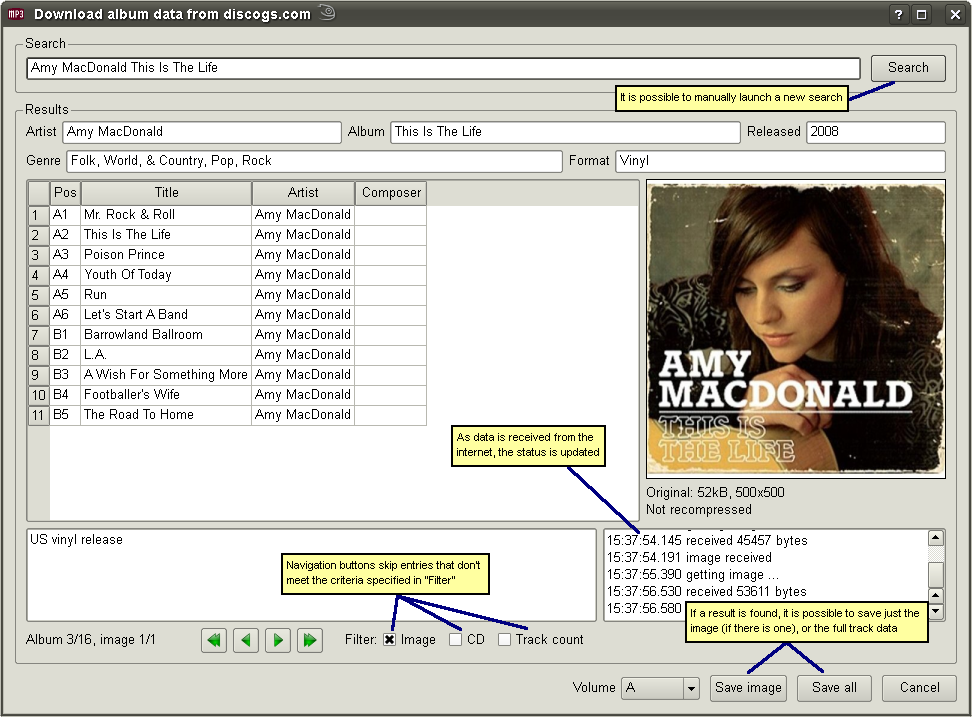 MP3 Download album data from discogs.com
? 
Search
Amy MacDonald This Is The Life
Search
It is possible to manually launch a new search
Results
Artist Amy MacDonald Album This Is The Life Released 2008
Genre Folk, World, & Country, Pop, Rock Format Vinyl
Pos Title Artist Composer
1 A1 Mr. Rock & Roll Amy MacDonald
2 A2 This Is The Life Amy MacDonald
3 A3 Poison Prince Amy MacDonald
4 A4 Youth Of Today Amy MacDonald
5 A5 Run Amy MacDonald
6 A6 Let's Start A Band Amy MacDonald
7 B1 Barrowland Ballroom Amy MacDonald
8 B2 L.A. Amy MacDonald
9 B3 A Wish For Something More Amy MacDonald
10 B4 Footballer's Wife Amy MacDonald
11 B5 The Road To Home Amy MacDonald
AMY
MACDONALD
THIS IS
THE LIFE
As data is received from the
internet, the status is updated
Original: 52kB, 500x500
Not recompressed
US vinyl release
15:37:54.145 received 45457 bytes
15:37:54.191 image received
15:37:55.390 getting image ...
15:37:56.530 received 53611 bytes
15:37:56.580
Navigation buttons skip entries that don't
meet the criteria specified in "Filter"
If a result is found, it is possible to save just the
image (if there is one), or the full track data
Album 3/16, image 1/1
Filter: Image CD Track count
Volume A Save image Save all Cancel